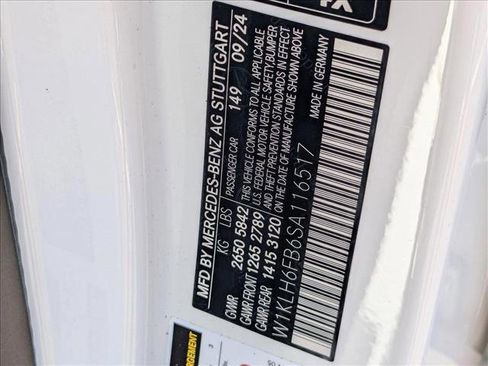 MFD BY MERCEDES-BENZ AG STUTTGART
PASSENGER CAR 149 09/24
KG LBS
GVWR 2650 5842
GAWR FRONT 1265 2789
GAWR REAR 1415 3120
THIS VEHICLE CONFORMS TO ALL APPLICABLE
U.S. FEDERAL MOTOR VEHICLE SAFETY, BUMPER
AND THEFT PREVENTION STANDARDS IN EFFECT
ON THE DATE OF MANUFACTURE SHOWN ABOVE
W1KLH6FB6SA116517
MADE IN GERMANY